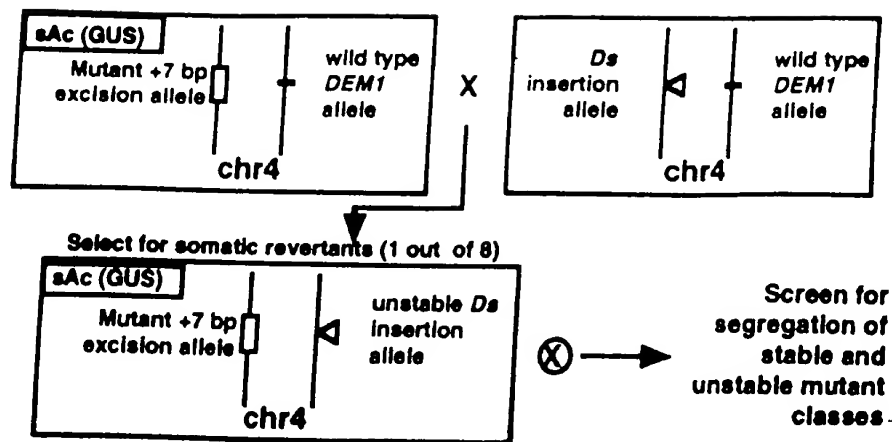 sAc (GUS)
Mutant +7 bp
excision allele
wild type
DEM1
allele
chr4
X
Ds
insertion
allele
wild type
DEM1
allele
chr4
Select for somatic revertants (1 out of 8)
sAc (GUS)
Mutant +7 bp
excision allele
unstable Ds
insertion
allele
chr4
X
Screen for
segregation of
stable and
unstable mutant
classes